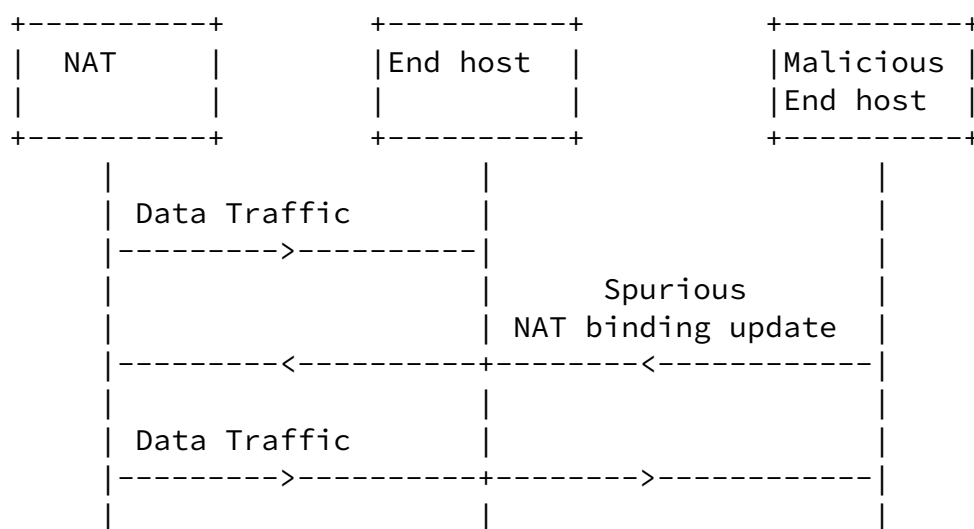 NAT End host Malicious
End host
Data Traffic
Spurious
NAT binding update
Data Traffic